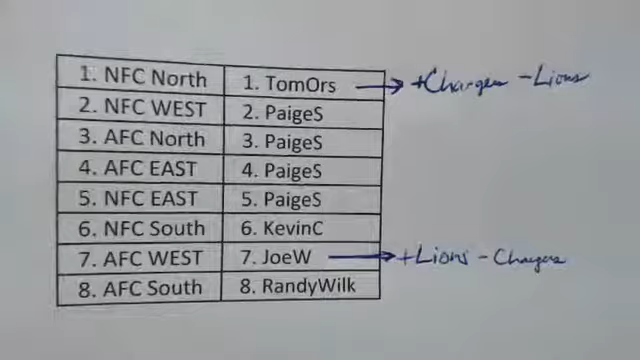 1. NFC North 1. TomOrs → +Chargers -Lions
2. NFC WEST 2. PaigeS
3. AFC North 3. PaigeS
4. AFC EAST 4. PaigeS
5. NFC EAST 5. PaigeS
6. NFC South 6. KevinC
7. AFC WEST 7. JoeW → +Lions - Chargers
8. AFC South 8. RandyWilk